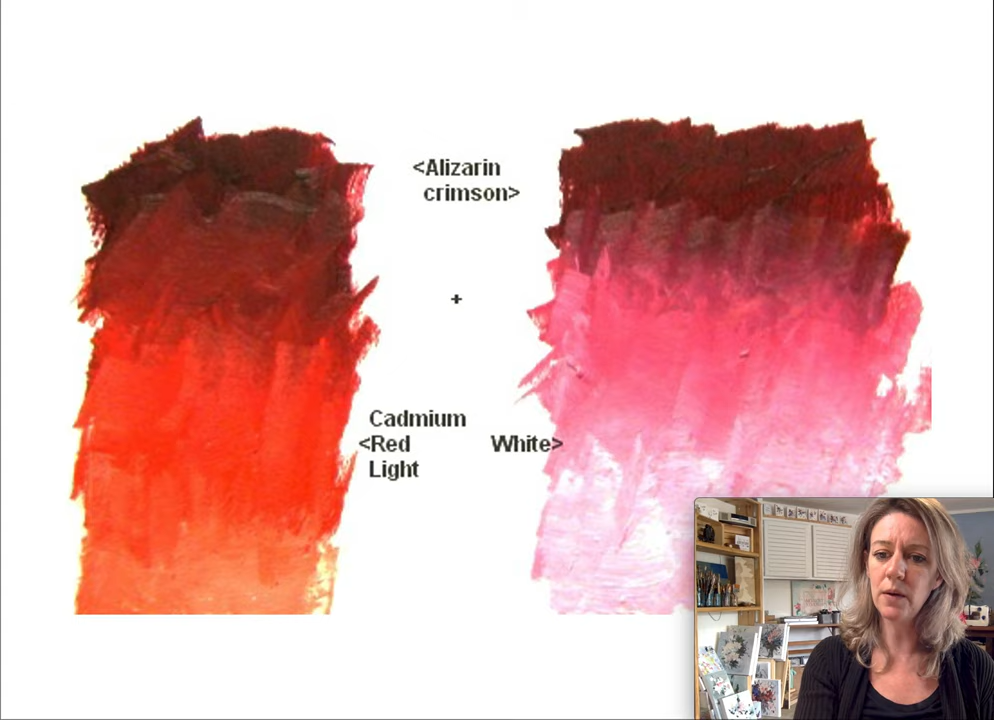 <Alizarin
crimson>
+
Cadmium
<Red
Light
White>